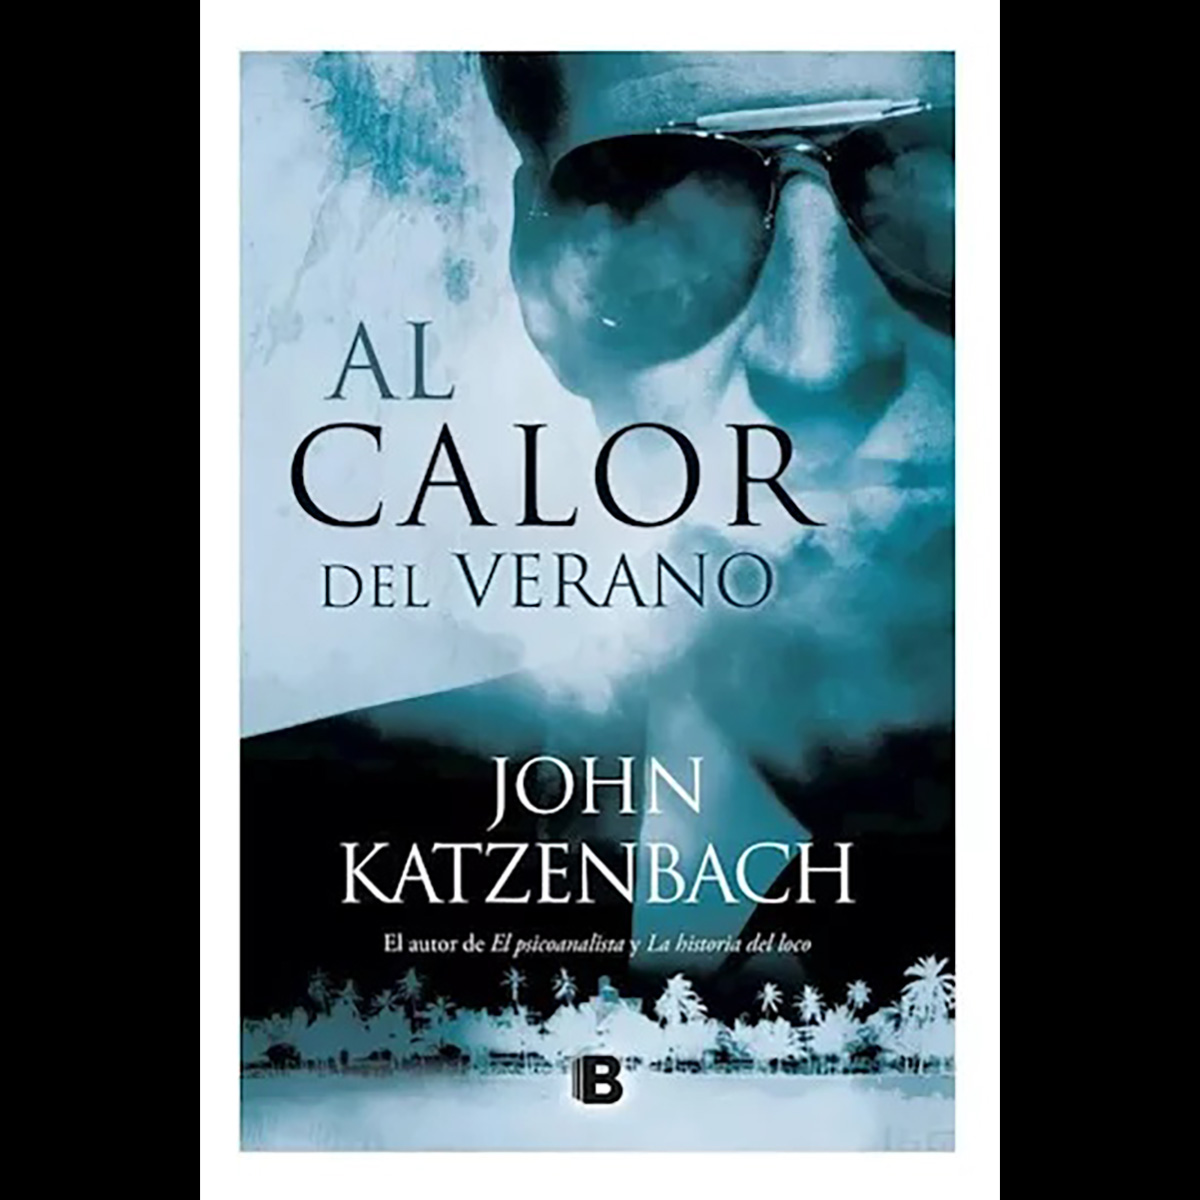 AL
CALOR
DEL VERANO
JOHN
KATZENBACH
El autor de El psicoanalista y La historia del loco
B